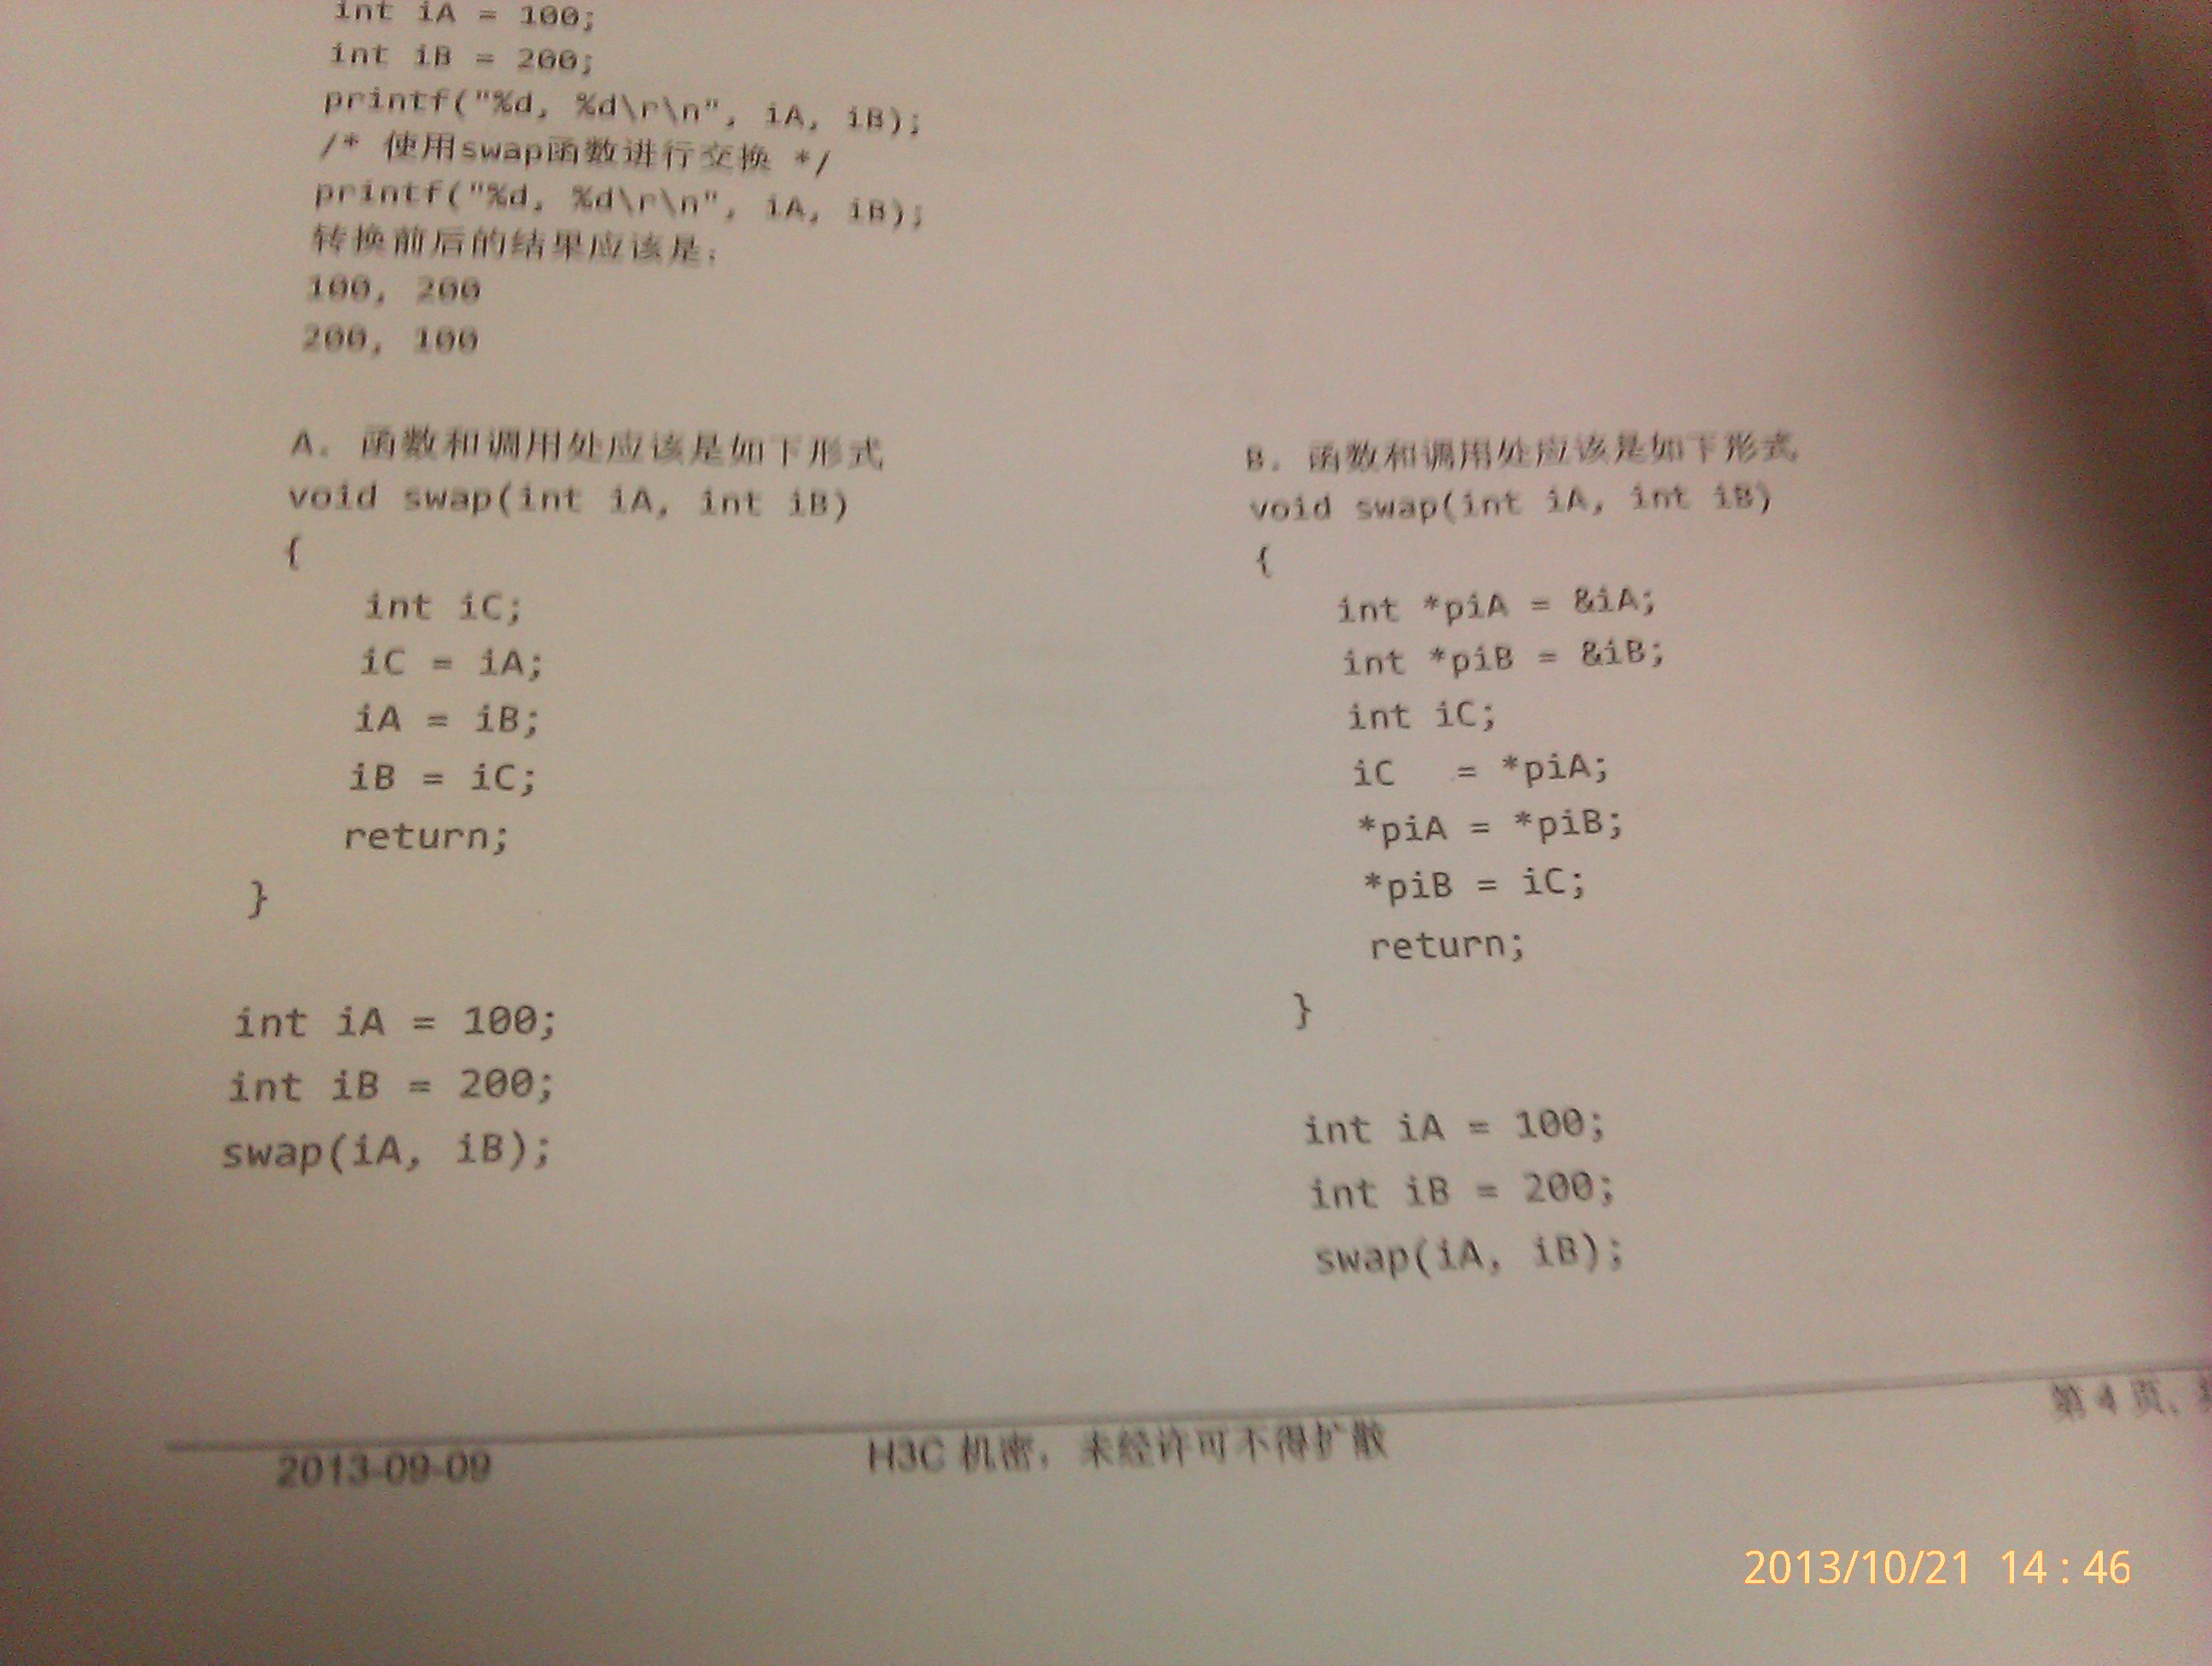 int iA = 100;
int iB = 200;
printf("%d, %d\r\n", iA, iB);
/* 使用swap函数进行交换 */
printf("%d, %d\r\n", iA, iB);
转换前后的结果应该是:
100, 200
200, 100
A. 函数和调用处应该是如下形式
void swap(int iA, int iB)
{
int iC;
iC = iA;
iA = iB;
iB = iC;
return;
}
int iA = 100;
int iB = 200;
swap(iA, iB);
B. 函数和调用处应该是如下形式
void swap(int iA, int iB)
{
int *piA = &iA;
int *piB = &iB;
int iC;
iC = *piA;
*piA = *piB;
*piB = iC;
return;
}
int iA = 100;
int iB = 200;
swap(iA, iB);
2013-09-09
H3C 机密，未经许可不得扩散
第 4 页、
2013/10/21 14:46